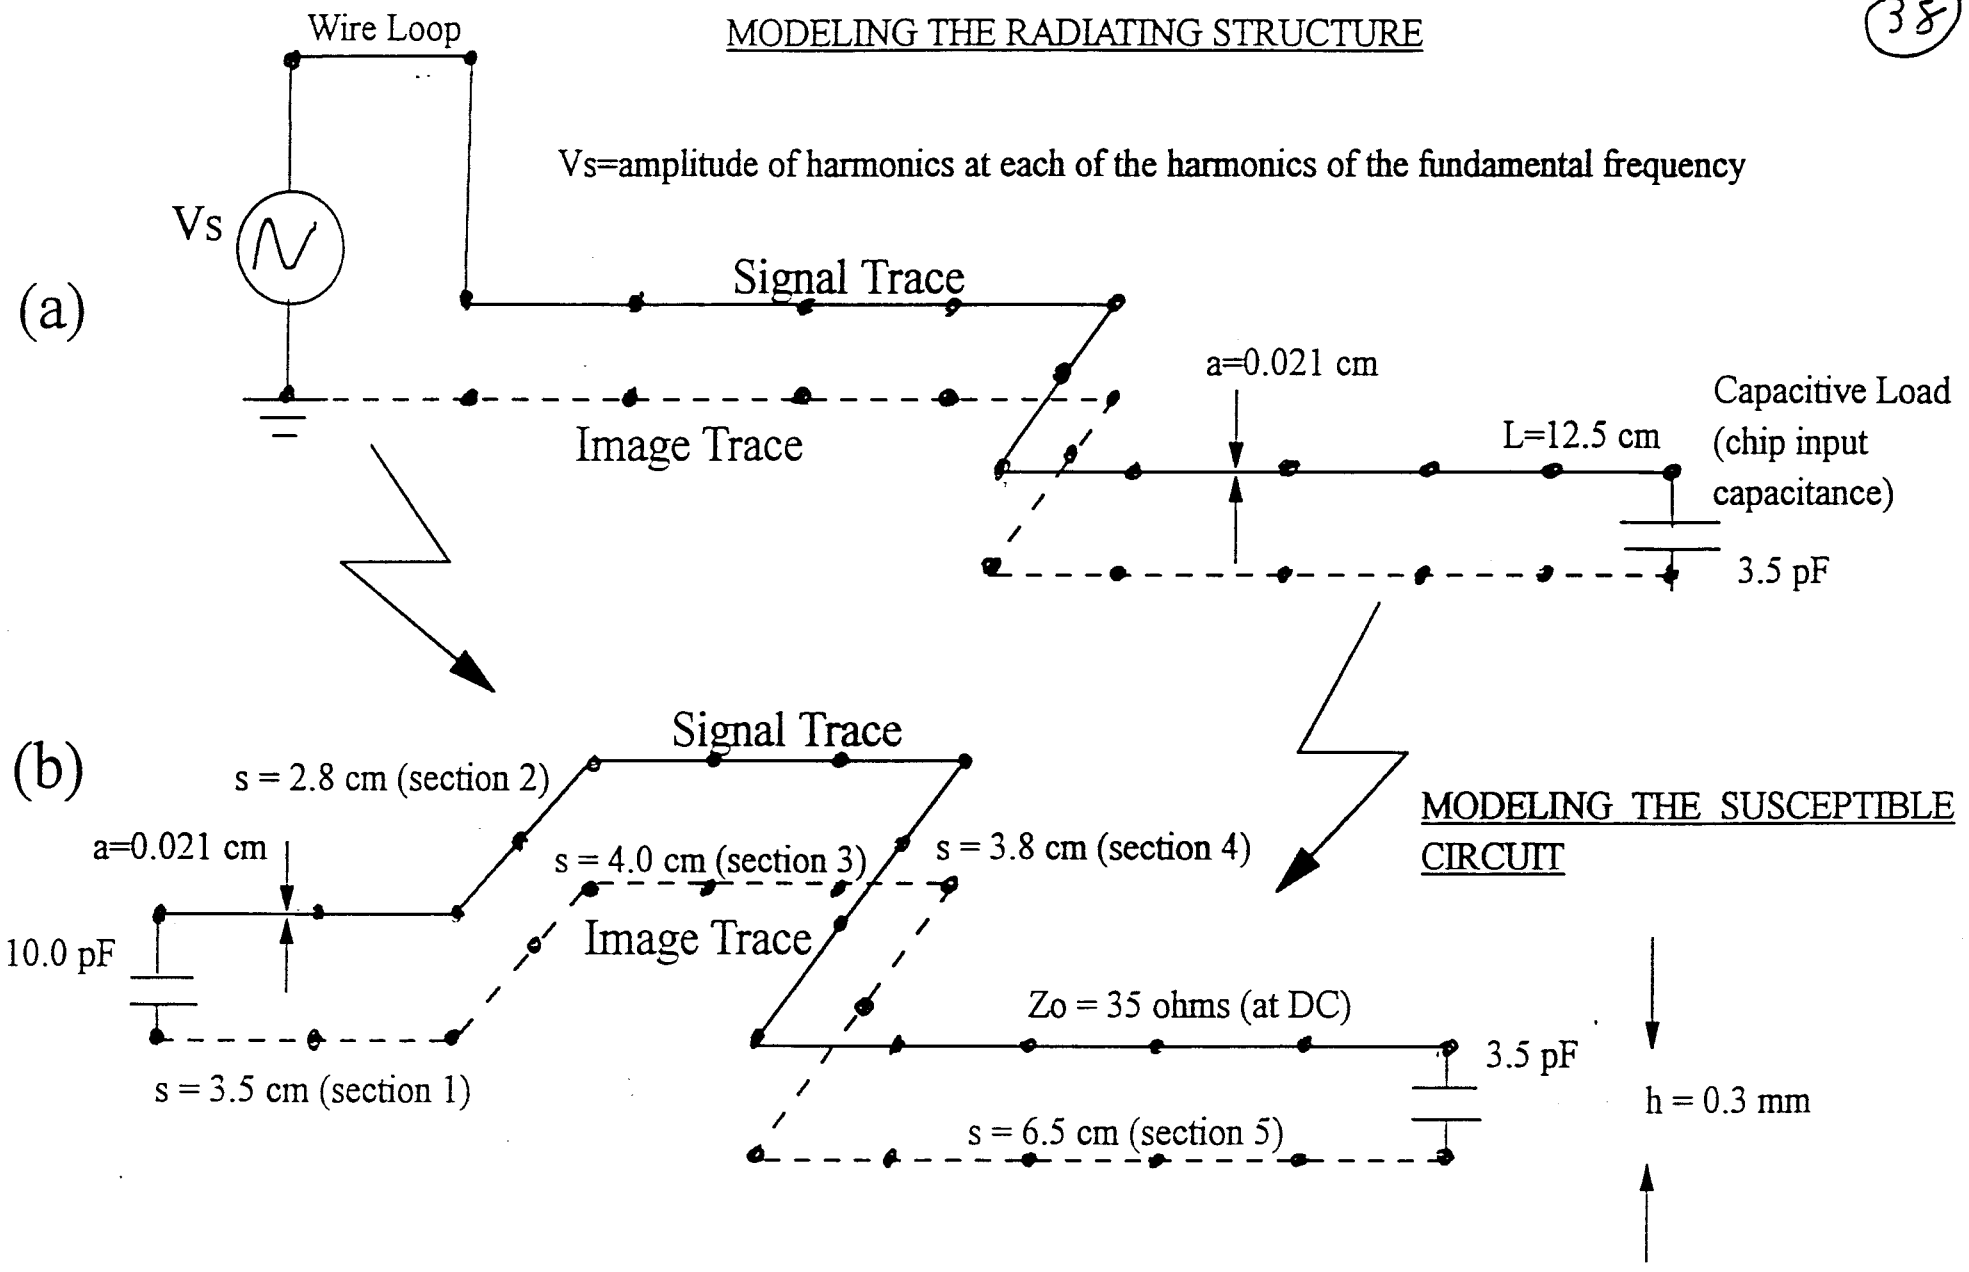 38
Wire Loop
MODELING THE RADIATING STRUCTURE
Vs=amplitude of harmonics at each of the harmonics of the fundamental frequency
Vs
(a)
Signal Trace
Image Trace
a=0.021 cm
L=12.5 cm
Capacitive Load
(chip input
capacitance)
3.5 pF
(b)
Signal Trace
s = 2.8 cm (section 2)
a=0.021 cm
s = 4.0 cm (section 3)
s = 3.8 cm (section 4)
MODELING THE SUSCEPTIBLE
CIRCUIT
10.0 pF
Image Trace
Zo = 35 ohms (at DC)
3.5 pF
s = 3.5 cm (section 1)
s = 6.5 cm (section 5)
h = 0.3 mm